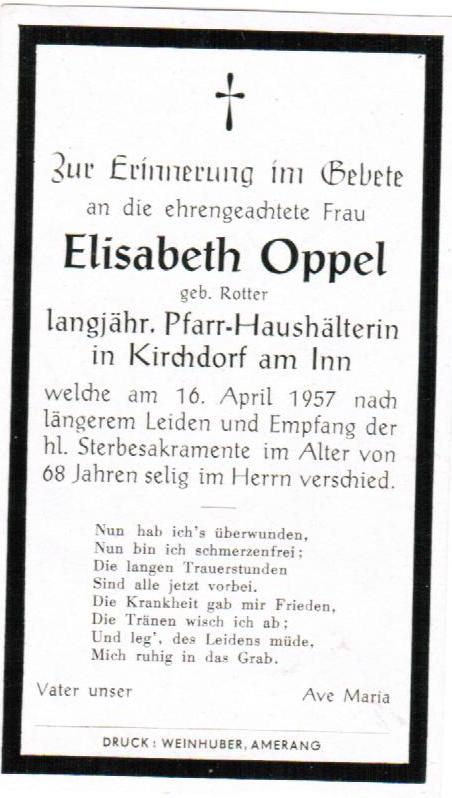 Zur Erinnerung im Gebete
an die ehrengeachtete Frau
Elisabeth Oppel
geb. Rotter
langjähr. Pfarr-Haushälterin
in Kirchdorf am Inn
welche am 16. April 1957 nach
längerem Leiden und Empfang der
hl. Sterbesakramente im Alter von
68 Jahren selig im Herrn verschied.
Nun hab ich's überwunden,
Nun bin ich schmerzenfrei;
Die langen Trauerstunden
Sind alle jetzt vorbei.
Die Krankheit gab mir Frieden,
Die Tränen wisch ich ab;
Und leg', des Leidens müde,
Mich ruhig in das Grab.
Vater unser Ave Maria
DRUCK: WEINHUBER, AMERANG